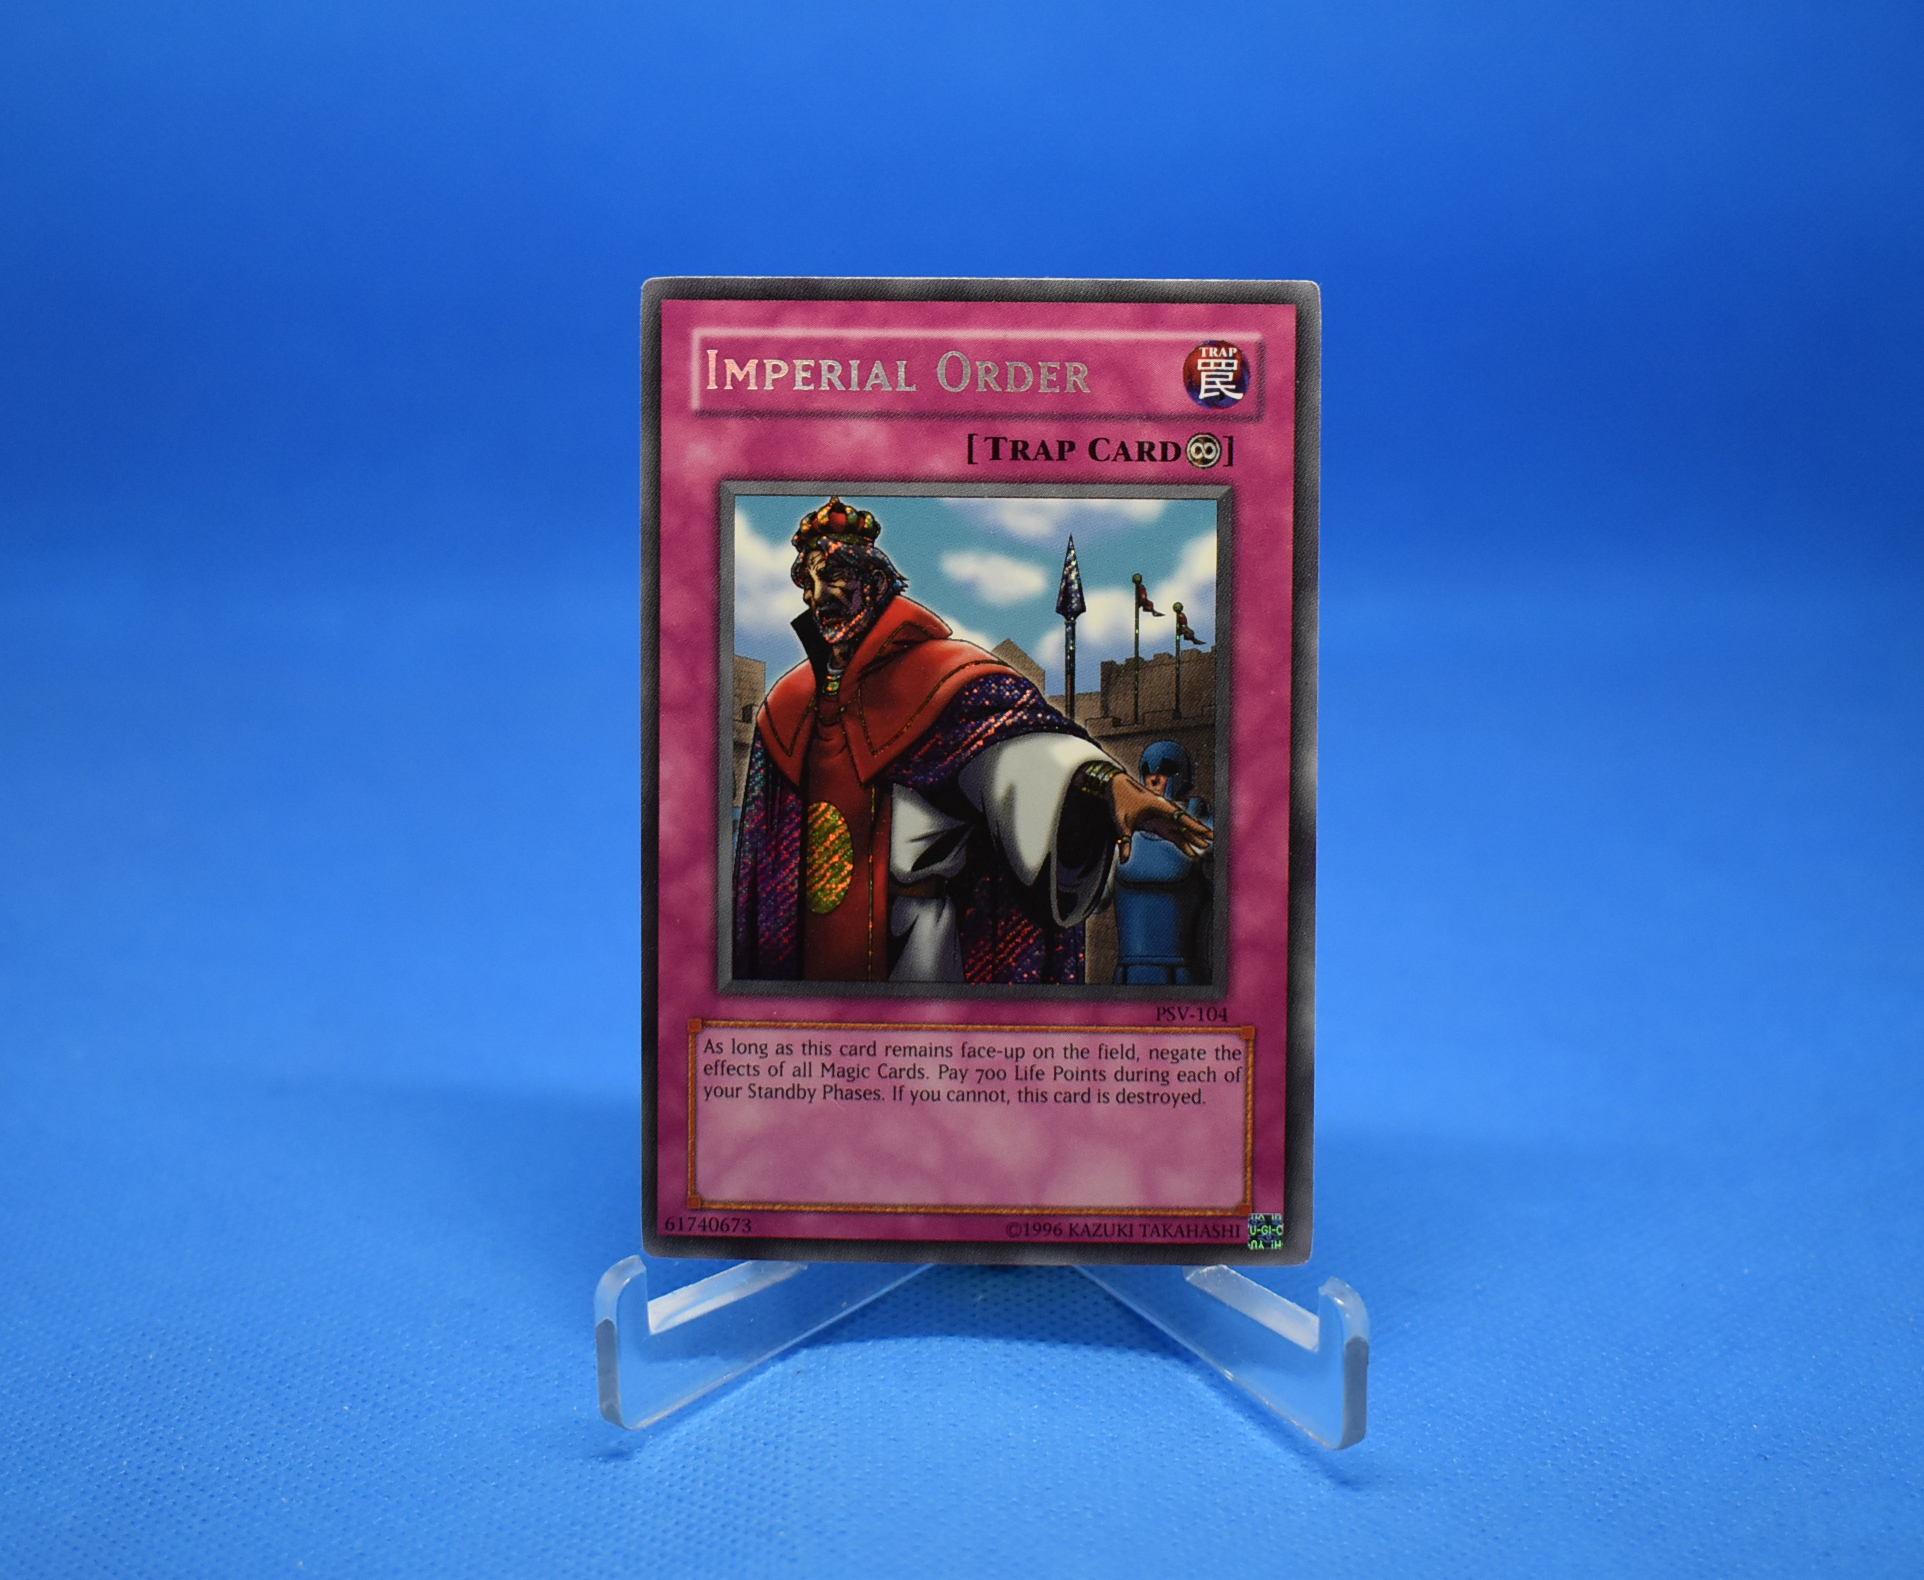 IMPERIAL ORDER
TRAP
罠
[TRAP CARD∞]
PSV-104
As long as this card remains face-up on the field, negate the
effects of all Magic Cards. Pay 700 Life Points during each of
your Standby Phases. If you cannot, this card is destroyed.
61740673
©1996 KAZUKI TAKAHASHI
U-GI-O